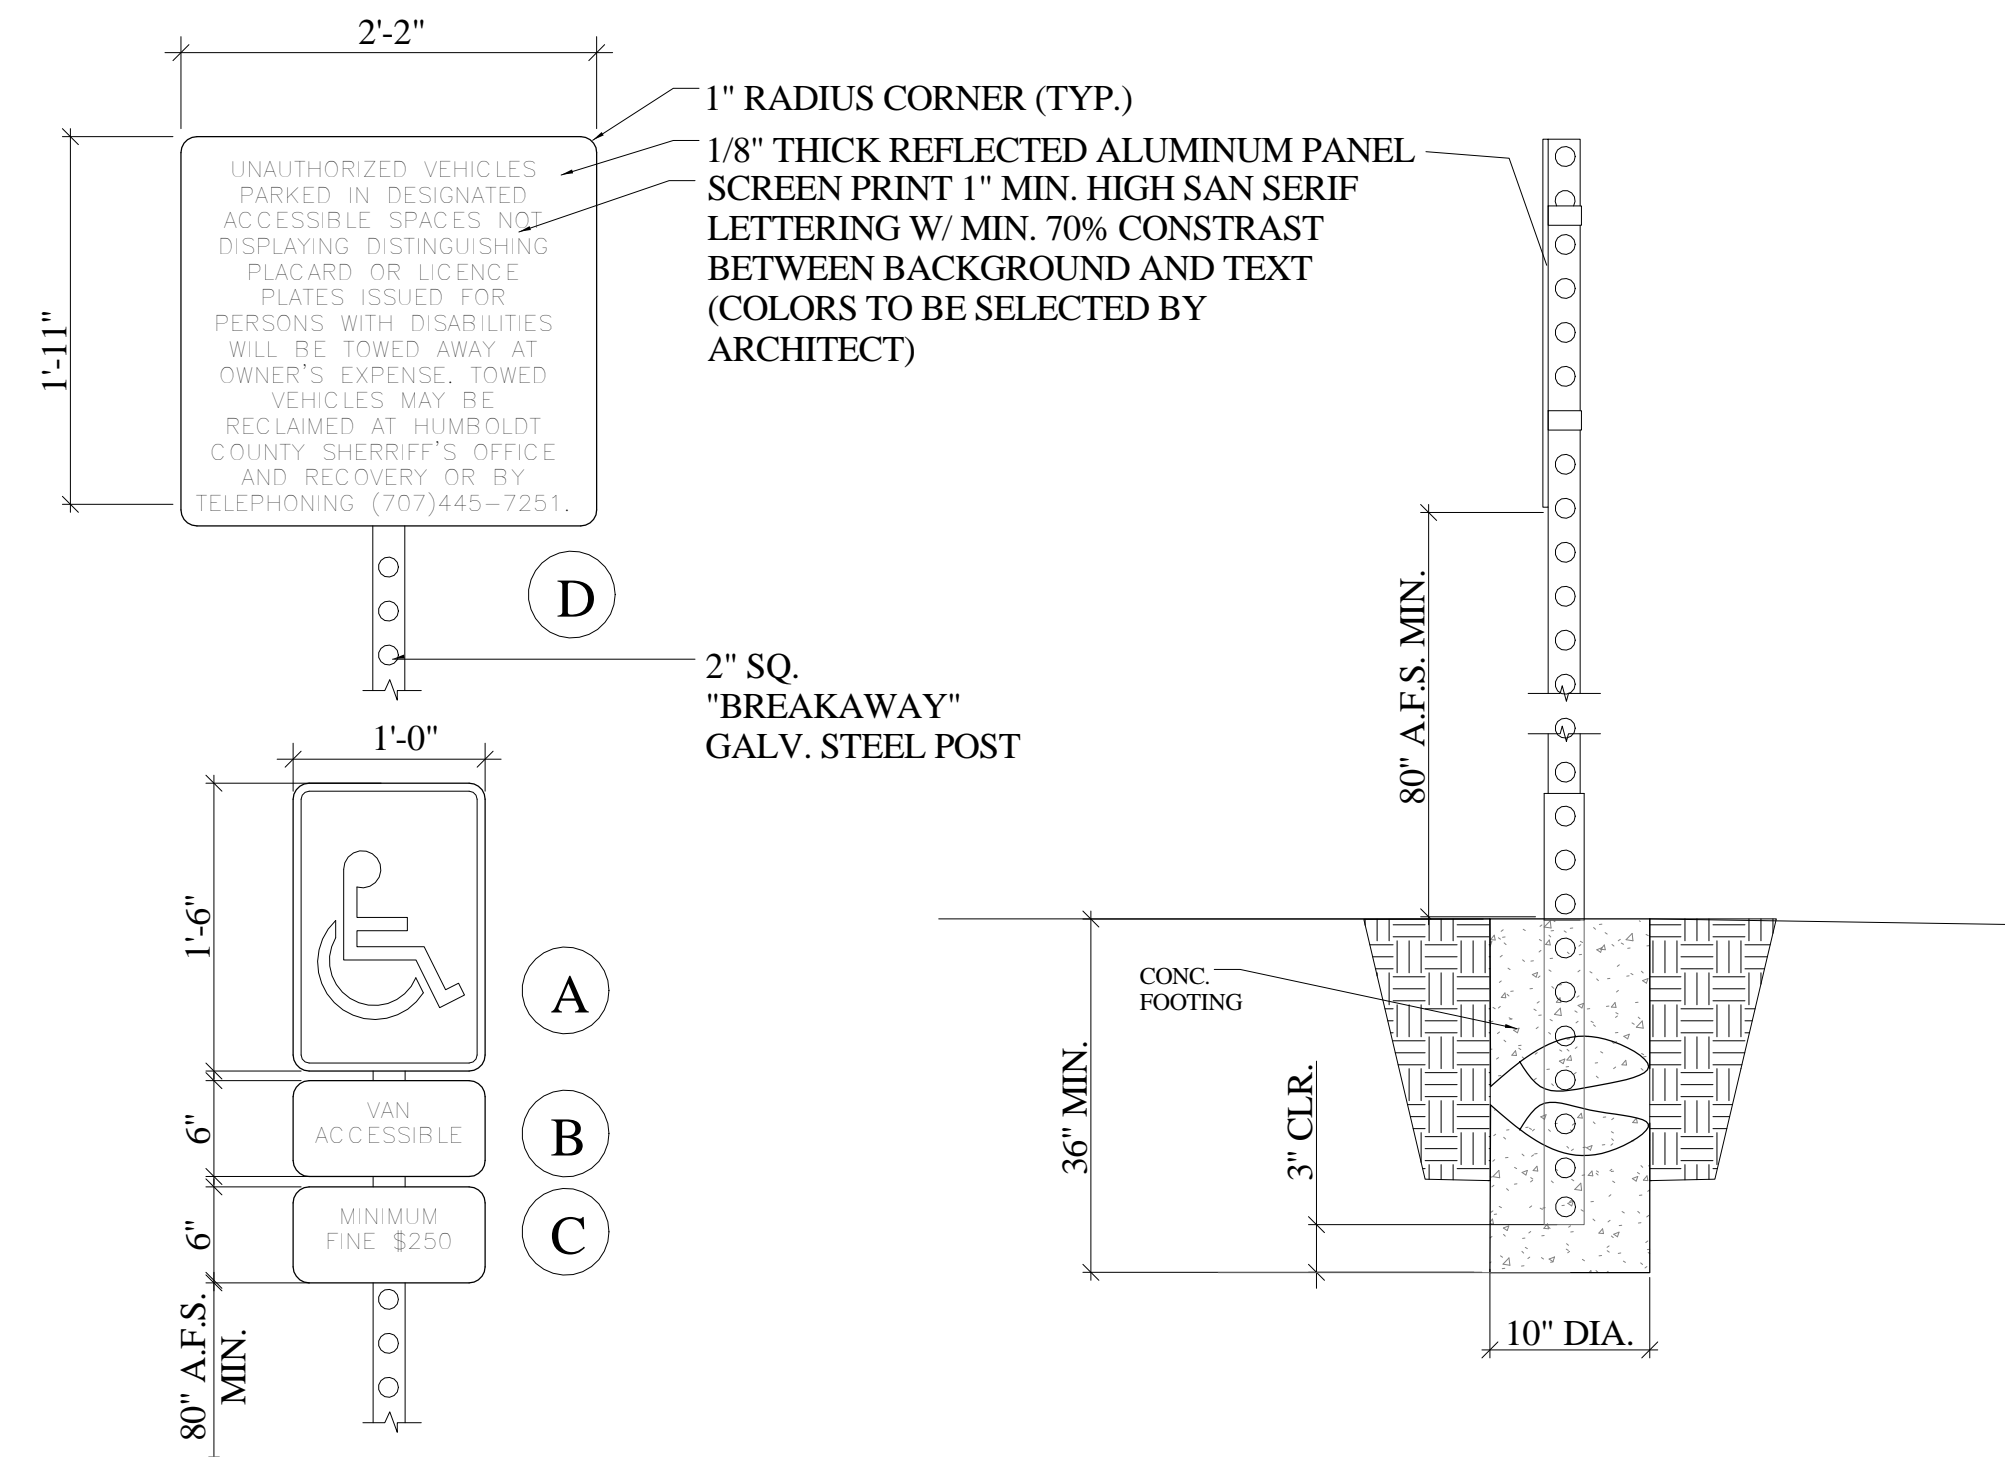 2'-2"
1" RADIUS CORNER (TYP.)
1/8" THICK REFLECTED ALUMINUM PANEL
SCREEN PRINT 1" MIN. HIGH SAN SERIF
LETTERING W/ MIN. 70% CONSTRAST
BETWEEN BACKGROUND AND TEXT
(COLORS TO BE SELECTED BY
ARCHITECT)
1'-11"
UNAUTHORIZED VEHICLES
PARKED IN DESIGNATED
ACCESSIBLE SPACES NOT
DISPLAYING DISTINGUISHING
PLACARD OR LICENCE
PLATES ISSUED FOR
PERSONS WITH DISABILITIES
WILL BE TOWED AWAY AT
OWNER'S EXPENSE. TOWED
VEHICLES MAY BE
RECLAIMED AT HUMBOLDT
COUNTY SHERRIFF'S OFFICE
AND RECOVERY OR BY
TELEPHONING (707)445-7251.
D
2" SQ.
"BREAKAWAY"
GALV. STEEL POST
1'-0"
1'-6"
A
6"
VAN
ACCESSIBLE
B
6"
MINIMUM
FINE $250
C
80" A.F.S.
MIN.
80" A.F.S. MIN.
CONC.
FOOTING
36" MIN.
3" CLR.
10" DIA.